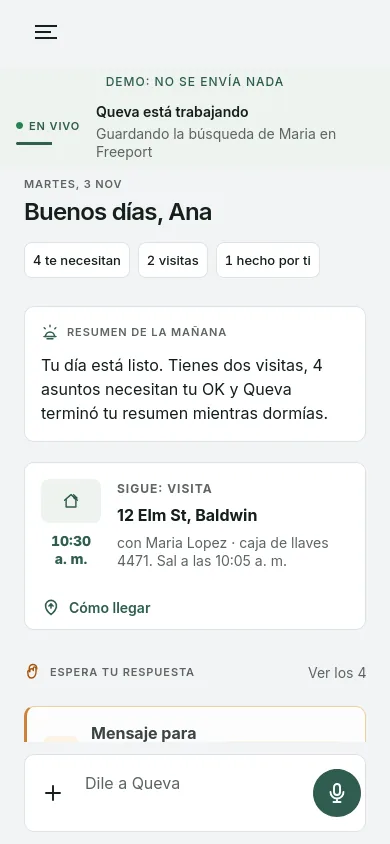 DEMO: NO SE ENVÍA NADA
EN VIVO
Queva está trabajando
Guardando la búsqueda de Maria en
Freeport
MARTES, 3 NOV
Buenos días, Ana
4 te necesitan
2 visitas
1 hecho por ti
RESUMEN DE LA MAÑANA
Tu día está listo. Tienes dos visitas, 4
asuntos necesitan tu OK y Queva
terminó tu resumen mientras dormías.
SIGUE: VISITA
12 Elm St, Baldwin
10:30
a. m.
con Maria Lopez · caja de llaves
4471. Sal a las 10:05 a. m.
Cómo llegar
ESPERA TU RESPUESTA
Ver los 4
Mensaje para
Dile a Queva